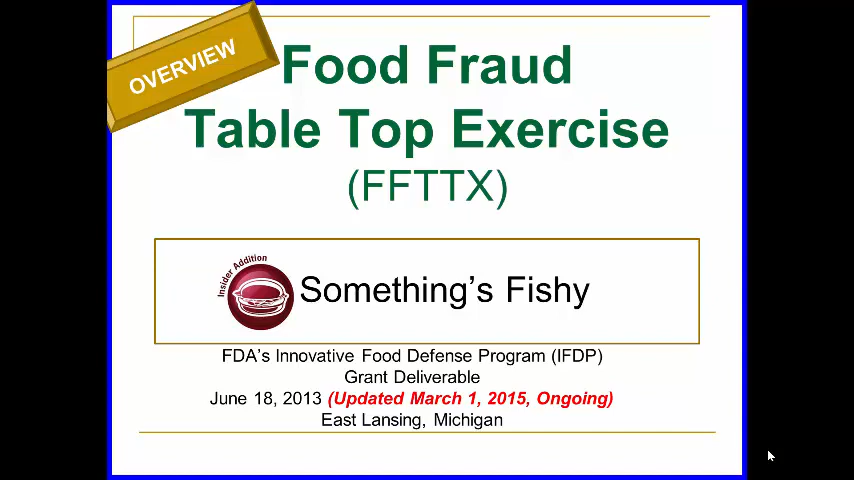 OVERVIEW
Food Fraud
Table Top Exercise
(FFTTX)
Insider Addition
Something's Fishy
FDA's Innovative Food Defense Program (IFDP)
Grant Deliverable
June 18, 2013 (Updated March 1, 2015, Ongoing)
East Lansing, Michigan